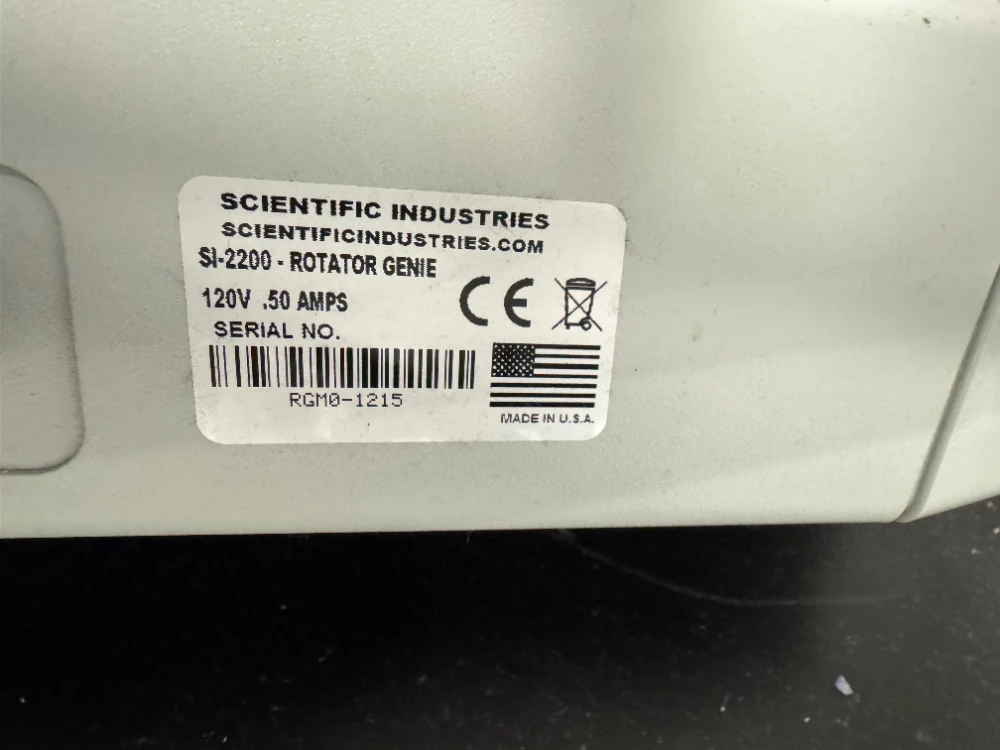 SCIENTIFIC INDUSTRIES
SCIENTIFICINDUSTRIES.COM
SI-2200 - ROTATOR GENIE
120V .50 AMPS
CE
SERIAL NO.
RGM0-1215
MADE IN U.S.A.